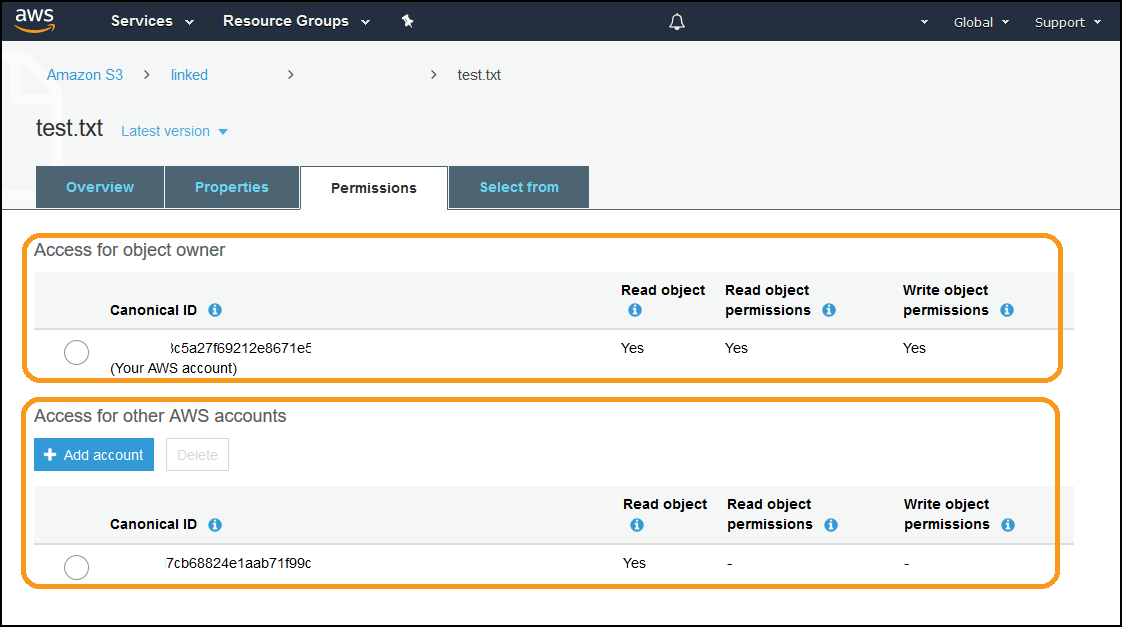 aws Services Resource Groups Global Support
Amazon S3 > linked > > test.txt
test.txt Latest version
Overview Properties Permissions Select from
Access for object owner
Read object Read object Write object
Canonical ID permissions permissions
3c5a27f69212e8671e5 Yes Yes Yes
(Your AWS account)
Access for other AWS accounts
+ Add account Delete
Read object Read object Write object
Canonical ID permissions permissions
7cb68824e1aab71f99c Yes - -